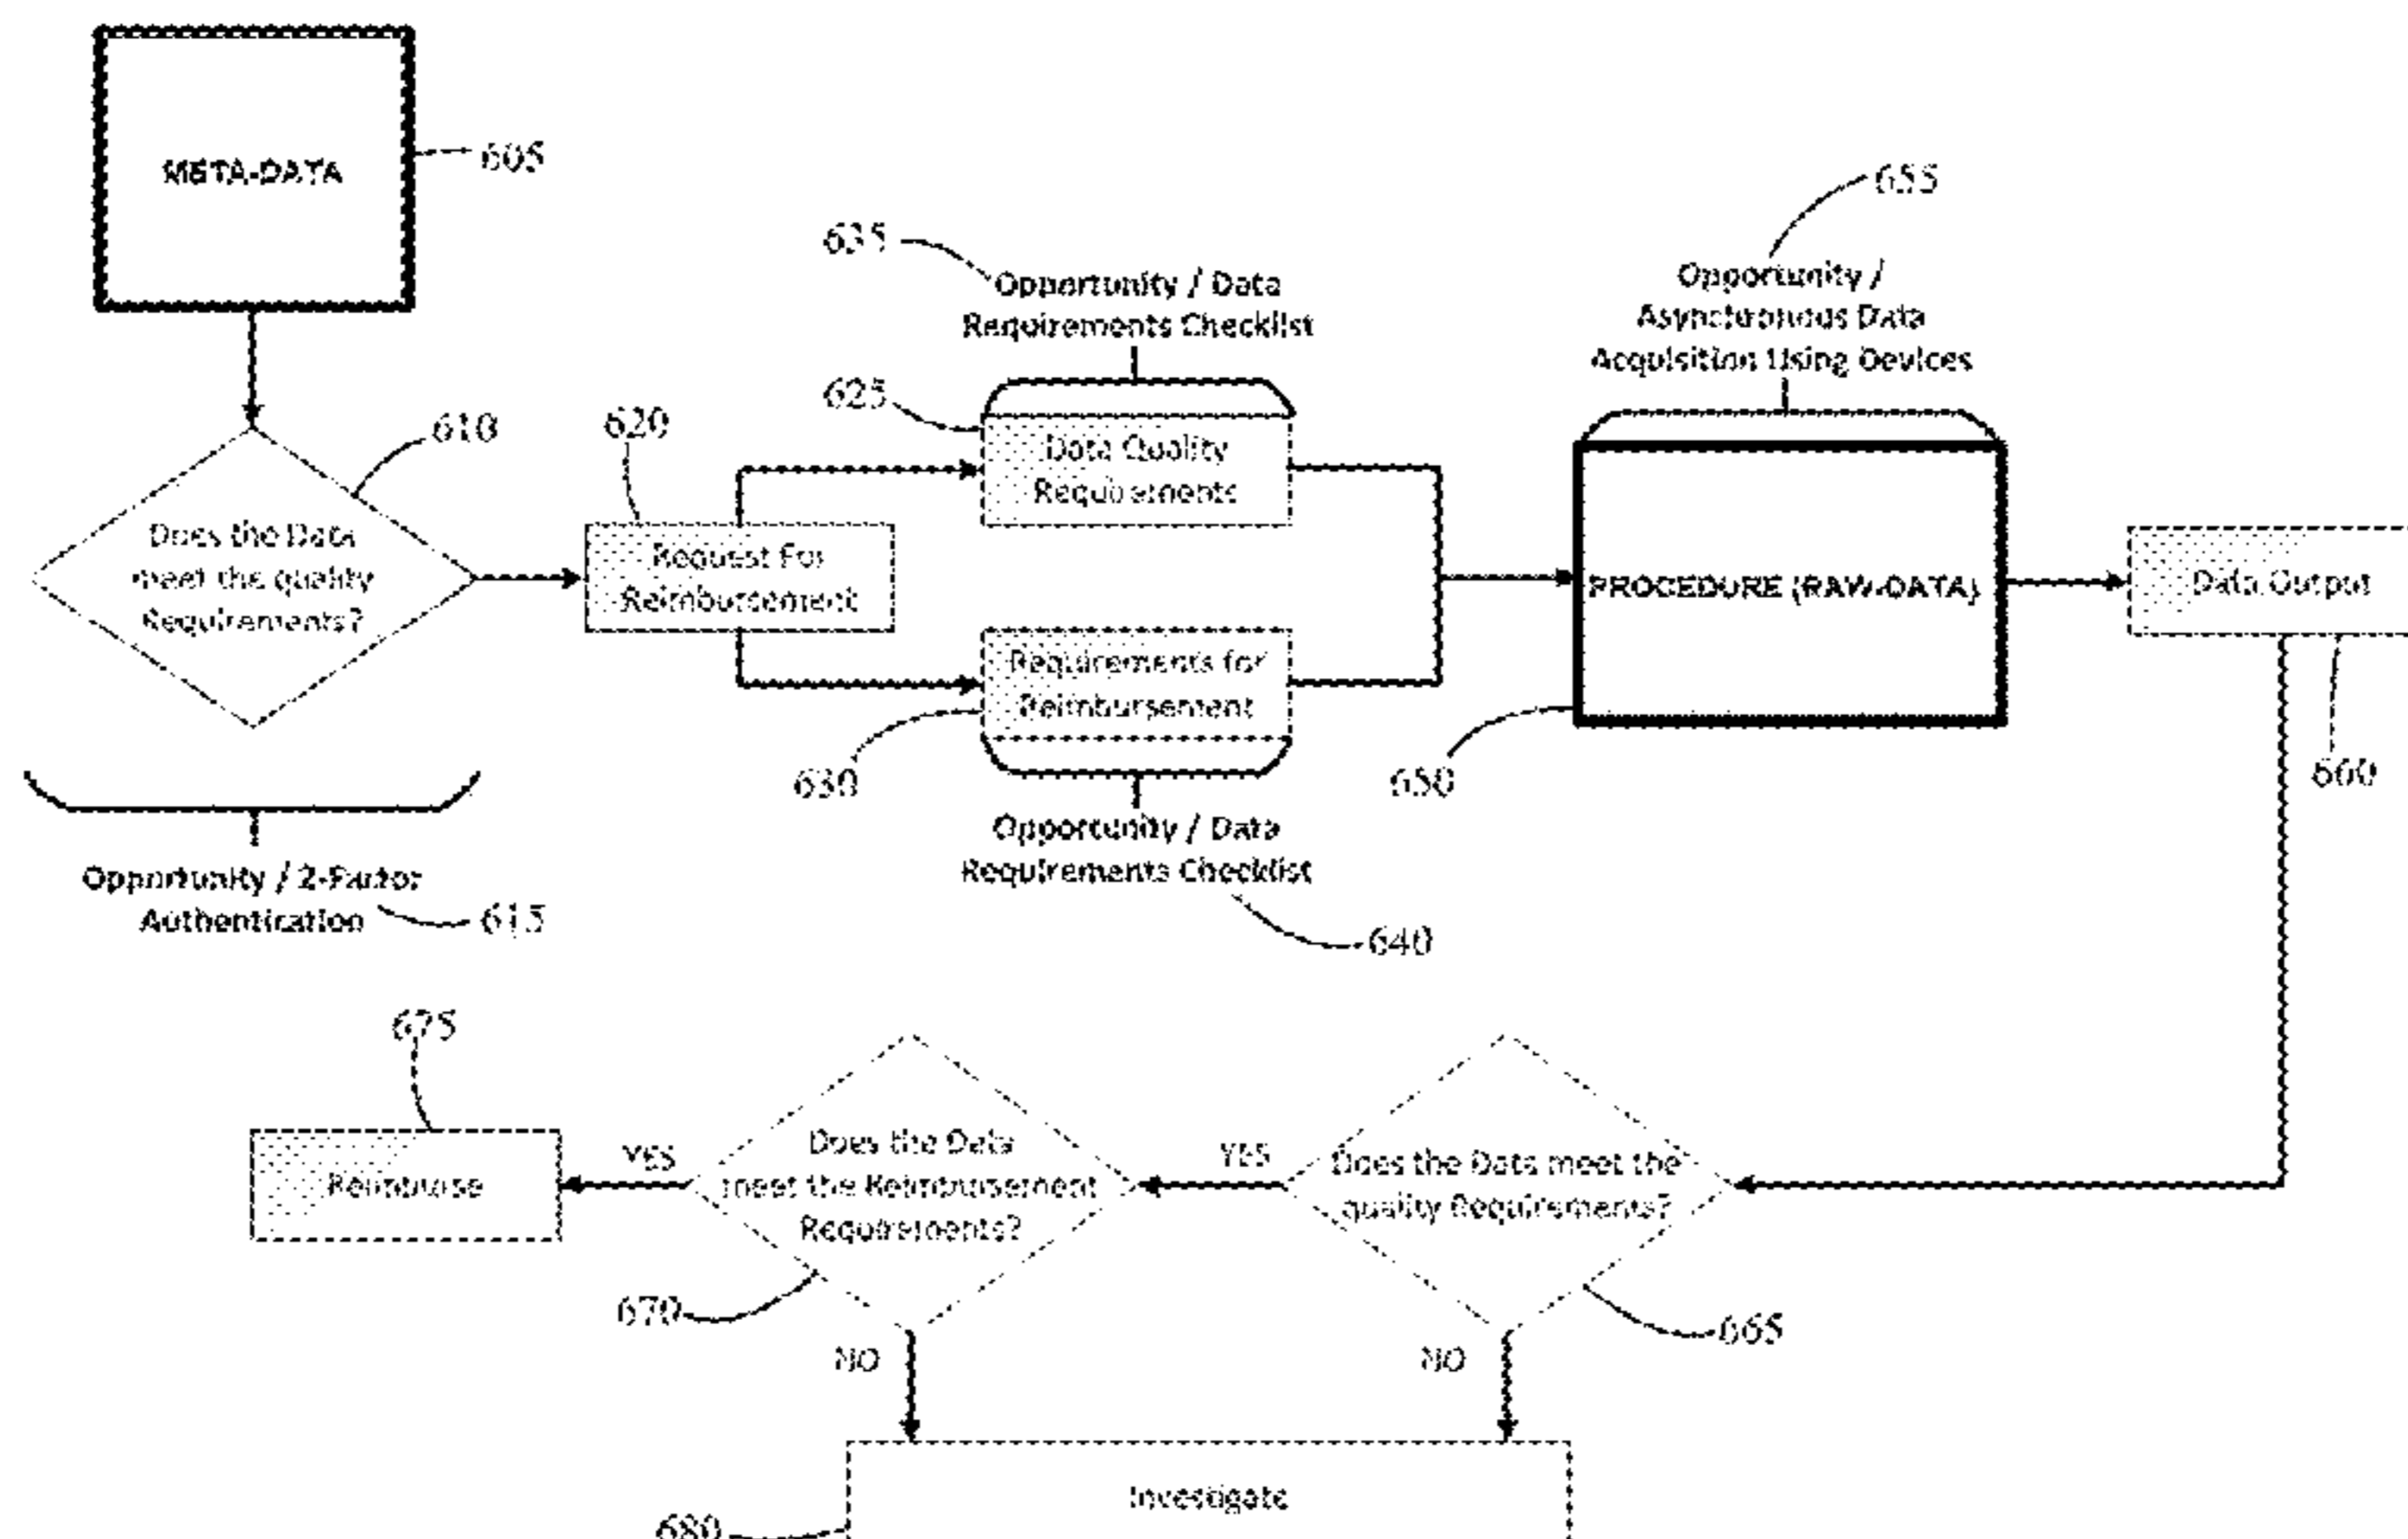 META-DATA
605
655
635
Opportunity / Data
Requirements Checklist
Opportunity /
Asynchronous Data
Acquisition Using Devices
625
610
620
Data Quality
Requirements
Does the Data
meet the quality
Requirements?
Request For
Reimbursement
PROCEDURE (RAW-DATA)
Data Output
Requirements for
Reimbursement
630
650
660
Opportunity / Data
Requirements Checklist
Opportunity / 2-Factor
Authentication
615
640
675
Does the Data
meet the Reimbursement
Requirements?
YES
YES
Does the Data meet the
quality Requirements?
Reimburse
670
665
NO
NO
Investigate
680